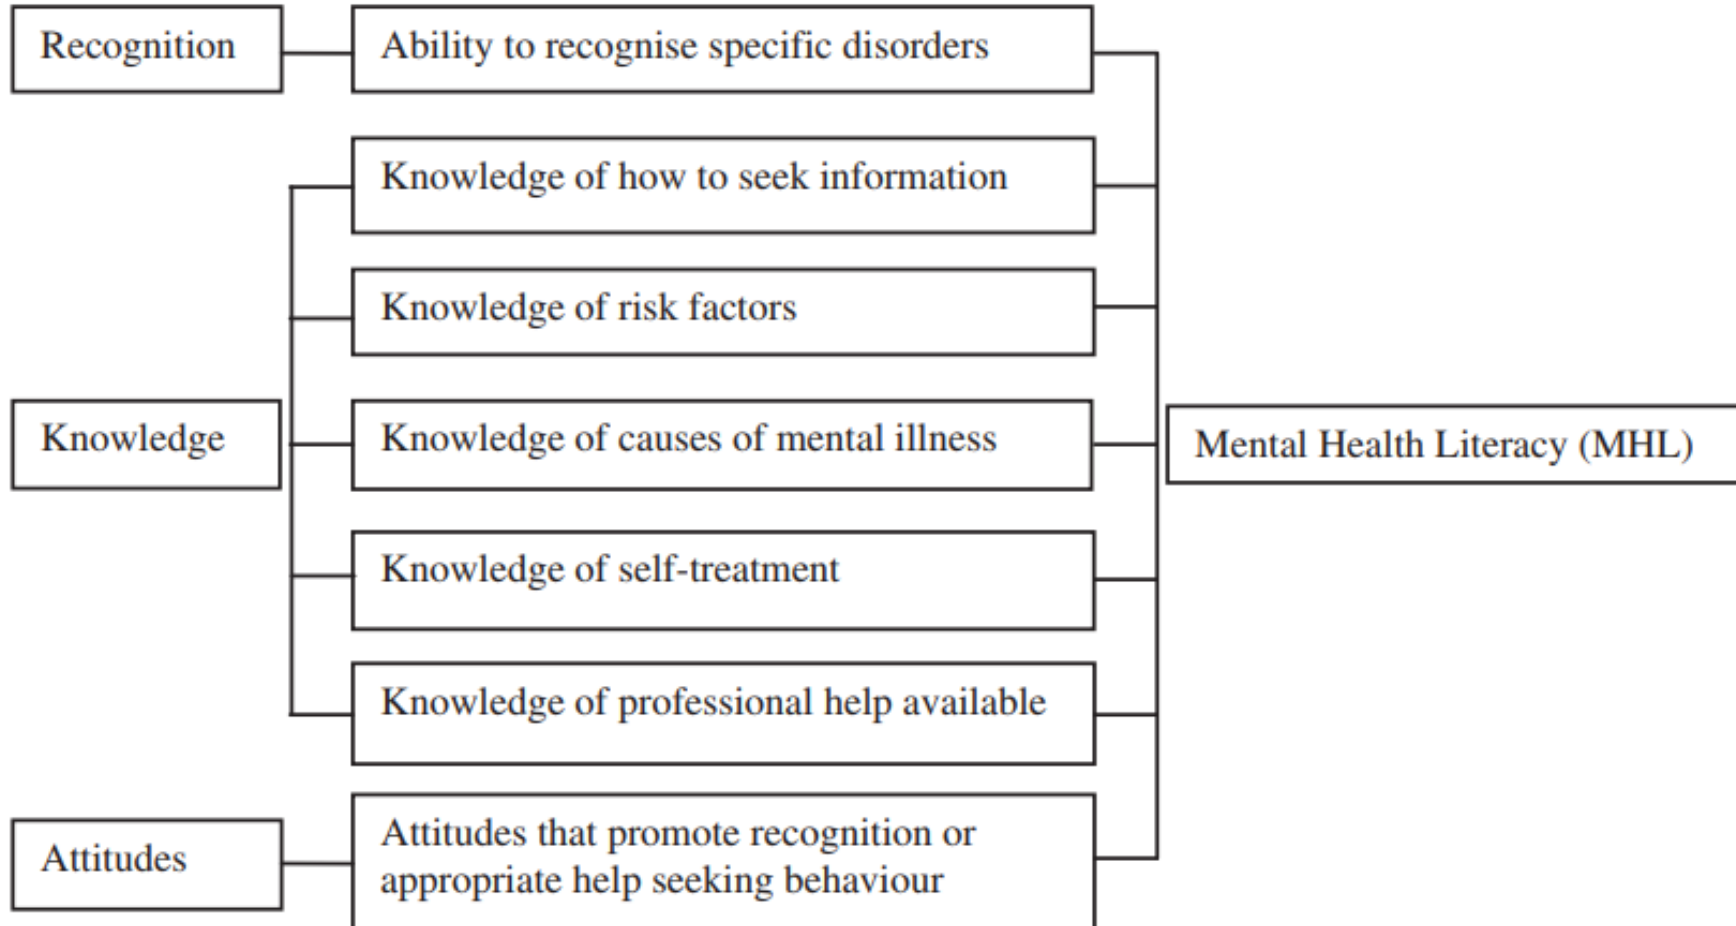 Recognition
Ability to recognise specific disorders
Knowledge of how to seek information
Knowledge of risk factors
Knowledge
Knowledge of causes of mental illness
Mental Health Literacy (MHL)
Knowledge of self-treatment
Knowledge of professional help available
Attitudes
Attitudes that promote recognition or
appropriate help seeking behaviour